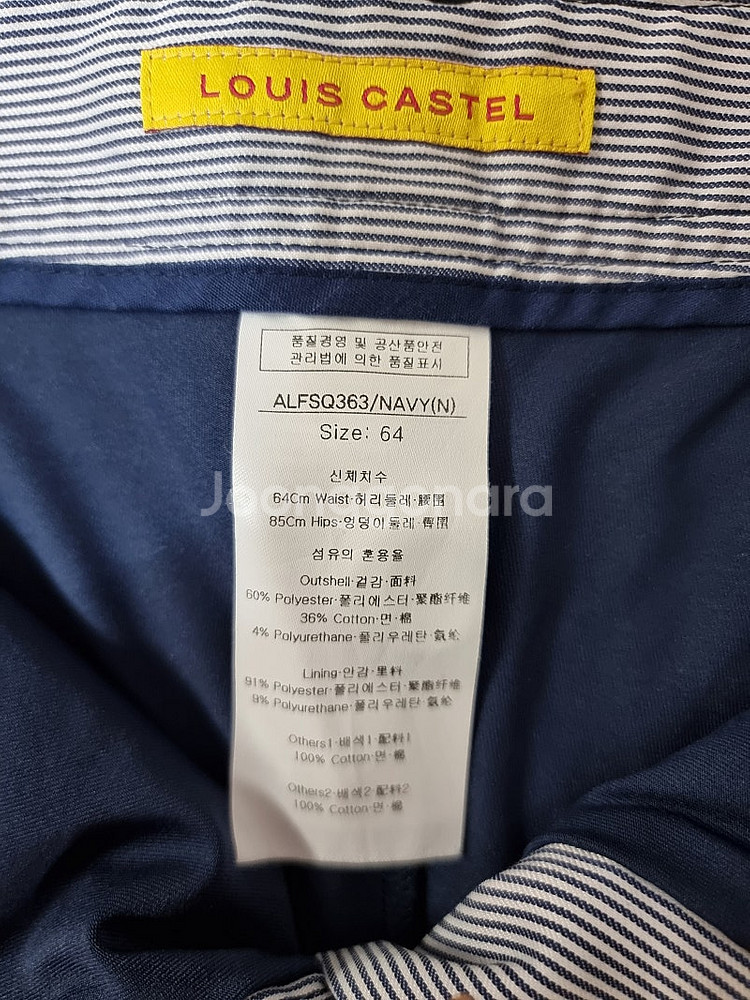 LOUIS CASTEL
품질경영 및 공산품안전
관리법에 의한 품질표시
ALFSQ363/NAVY(N)
Size: 64
신체치수
64Cm Waist·허리둘레·腰围
Joonggonara
85Cm Hips·엉덩이둘레·臀围
섬유의 혼용율
Outshell·겉감·面料
60% Polyester·폴리에스터·聚酯纤维
36% Cotton·면·棉
4% Polyurethane·폴리우레탄·氨纶
Lining·안감·里料
91% Polyester·폴리에스터·聚酯纤维
9% Polyurethane·폴리우레탄·氨纶
Others1·배색1·配料1
100% Cotton·면·棉
Others2·배색2·配料2
100% Cotton·면·棉